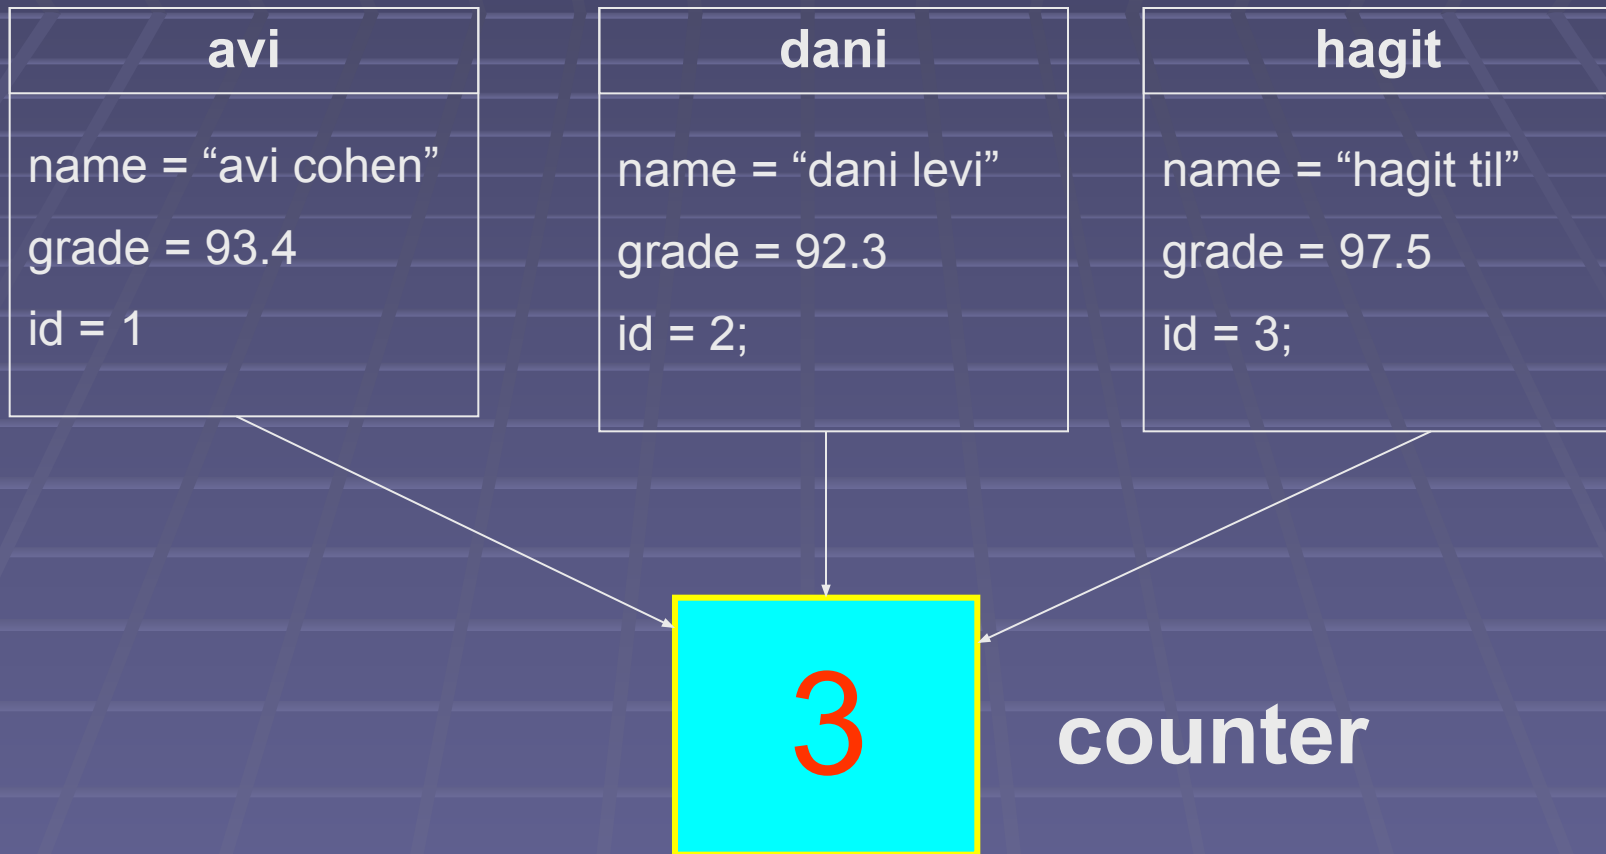 avi
name = “avi cohen”
grade = 93.4
id = 1
dani
name = “dani levi”
grade = 92.3
id = 2;
hagit
name = “hagit til”
grade = 97.5
id = 3;
3
counter